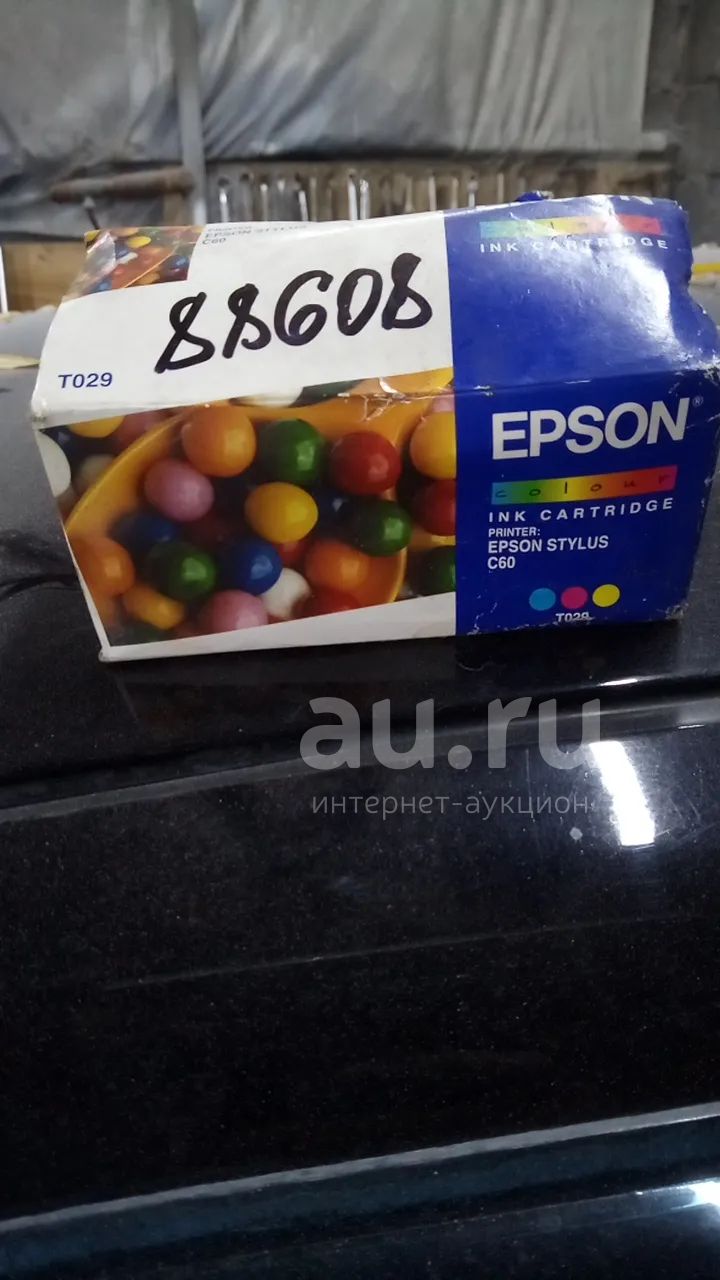 EPSON STYLUS
C60
88608
T029
colour
INK CARTRIDGE
EPSON®
colour
INK CARTRIDGE
PRINTER:
EPSON STYLUS
C60
T029
au.ru
интернет-аукцион